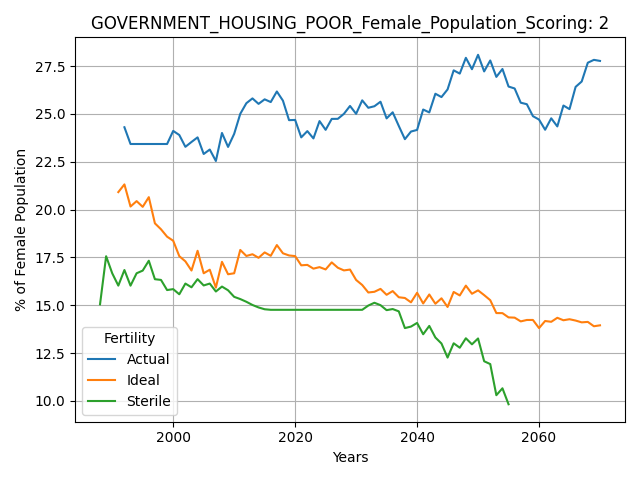 GOVERNMENT_HOUSING_POOR_Female_Population_Scoring: 2
% of Female Population
27.5
25.0
22.5
20.0
17.5
15.0
12.5
10.0
Fertility
Actual
Ideal
Sterile
2000
2020
2040
2060
Years